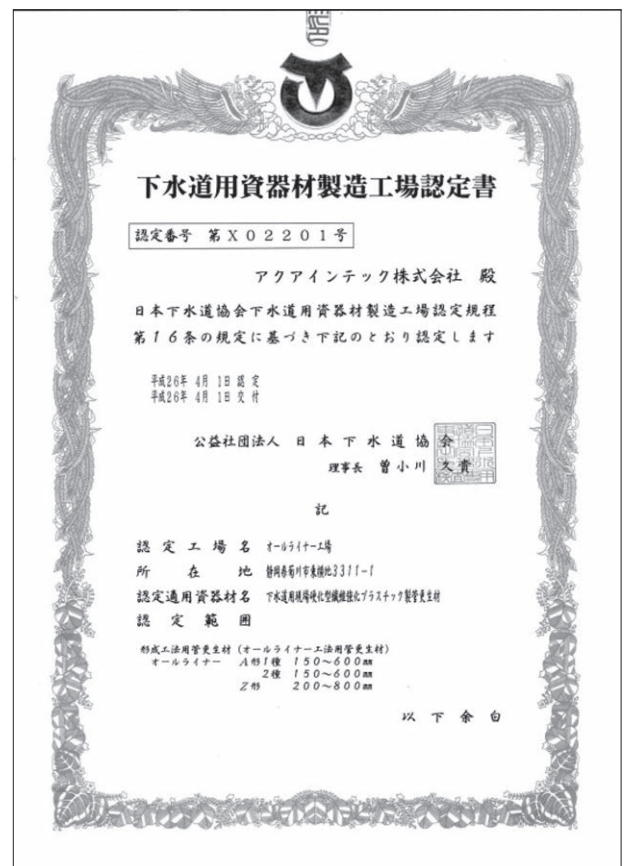 下水道用資器材製造工場認定書
認定番号 第X02201号
アクアインテック株式会社 殿
日本下水道協会下水道用資器材製造工場認定規程
第16条の規定に基づき下記のとおり認定します
平成26年 4月 1日 認 定
平成26年 4月 1日 交 付
公益社団法人 日 本 下 水 道 協 会
理事長 曽 小 川 久 貴
記
認 定 工 場 名 オールライナー工場
所 在 地 静岡県菊川市東横地3311-1
認定適用資器材名 下水道用現場硬化型繊維強化プラスチック製管更生材
認 定 範 囲
形成工法用管更生材 (オールライナー工法用管更生材)
オールライナー A形1種 150～600㎜
2種 150～600㎜
Z形 200～800㎜
以 下 余 白